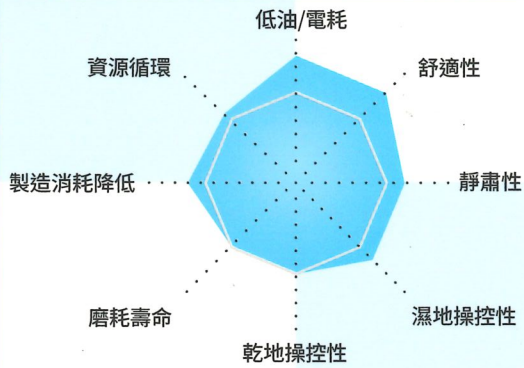 低油/電耗
資源循環
舒適性
製造消耗降低
靜肅性
磨耗壽命
濕地操控性
乾地操控性